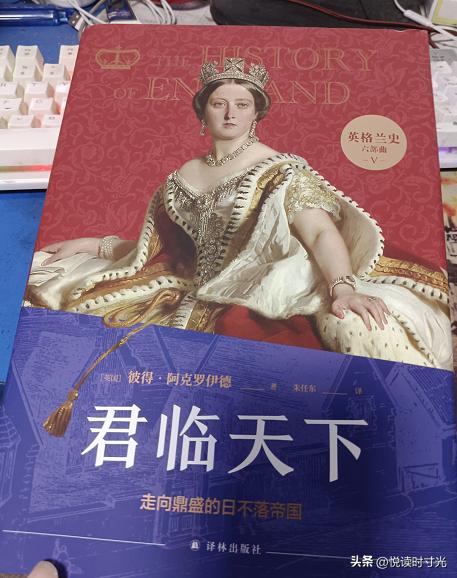 THE HISTORY
OF ENGLAND
英格兰史
六部曲
-V-
[英国] 彼得·阿克罗伊德 著 朱任东 译
君临天下
走向鼎盛的日不落帝国
译林出版社
头条 @悦读时寸光